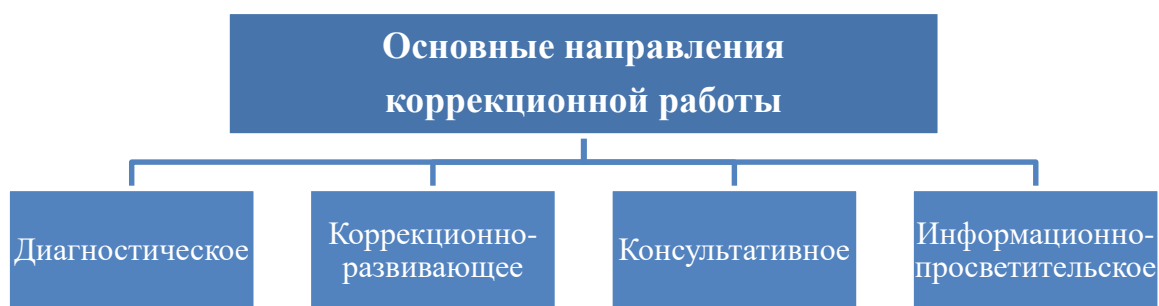 Основные направления
коррекционной работы
Диагностическое
Коррекционно-
развивающее
Консультативное
Информационно-
просветительское